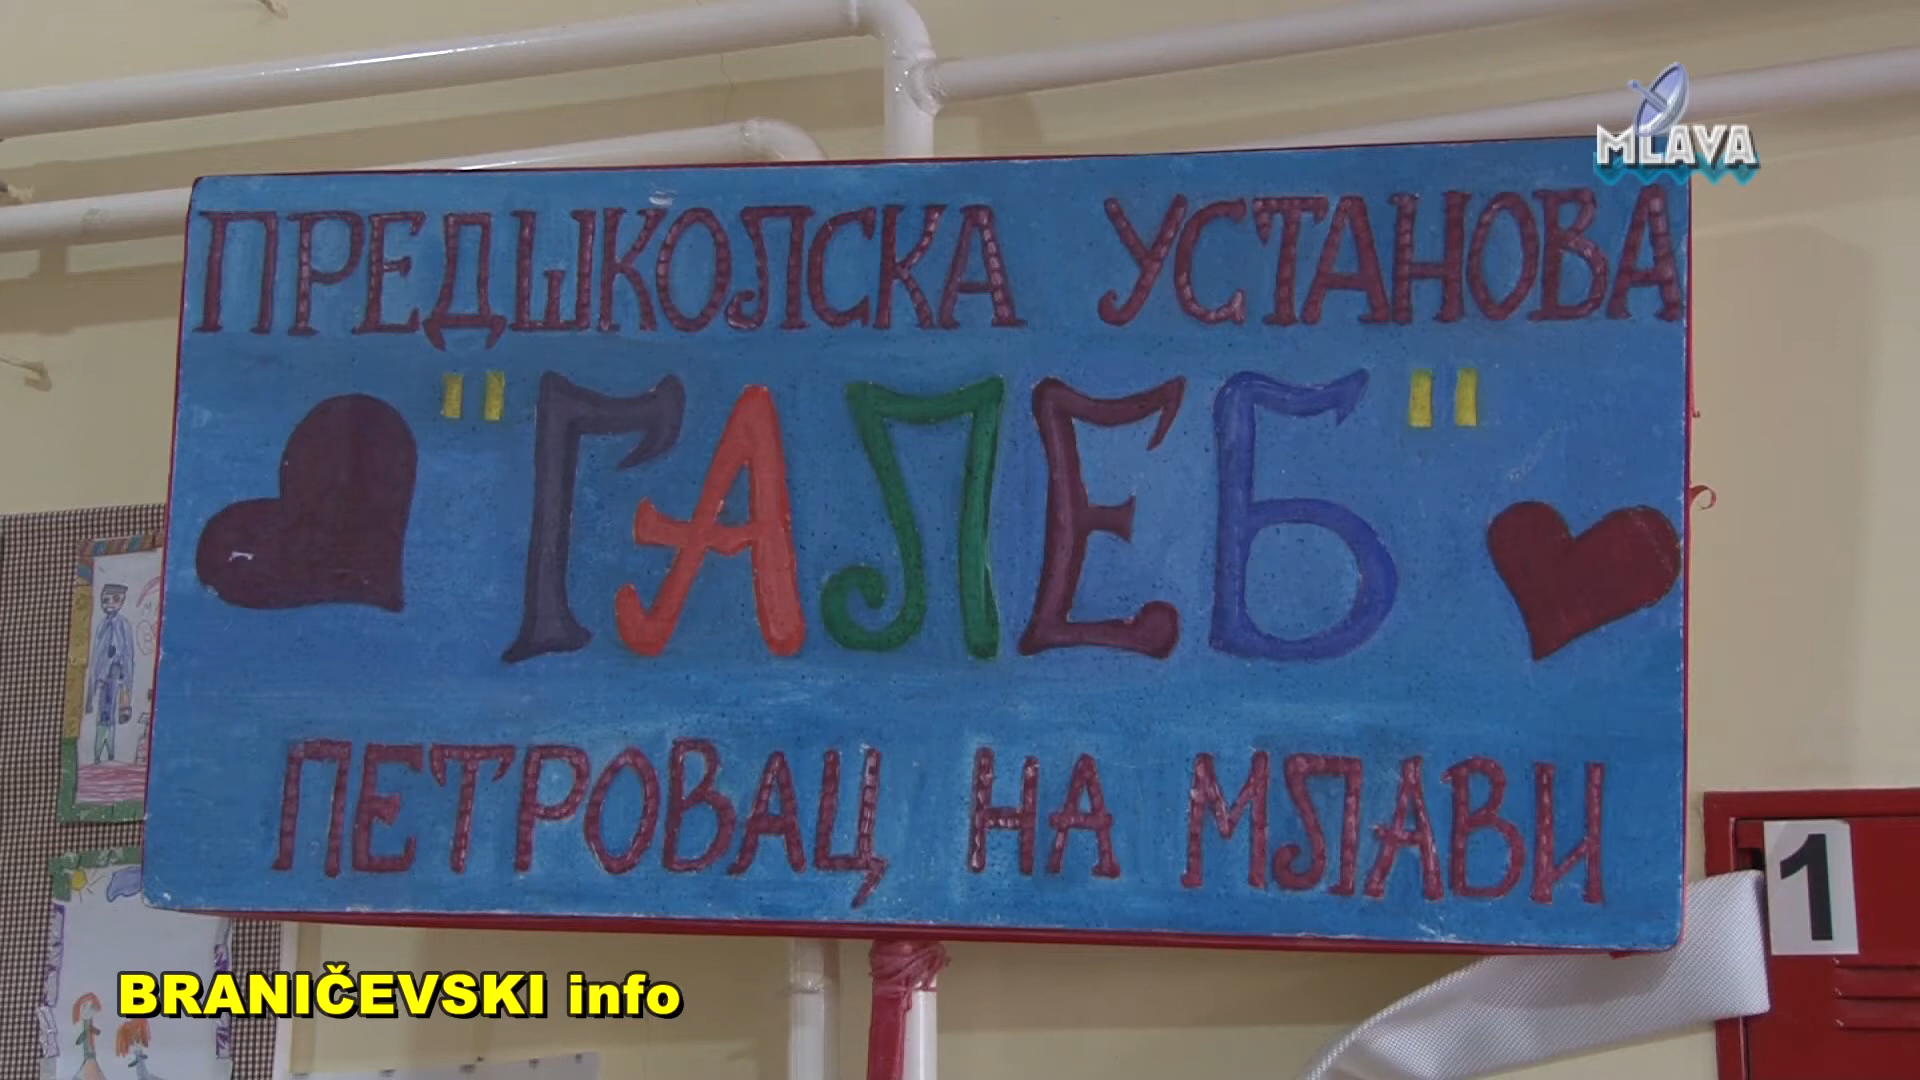 MLAVA
ПРЕДШКОЛСКА УСТАНОВА
"ГАЛЕБ"
ПЕТРОВАЦ НА МЛАВИ
1
BRANIČEVSKI info